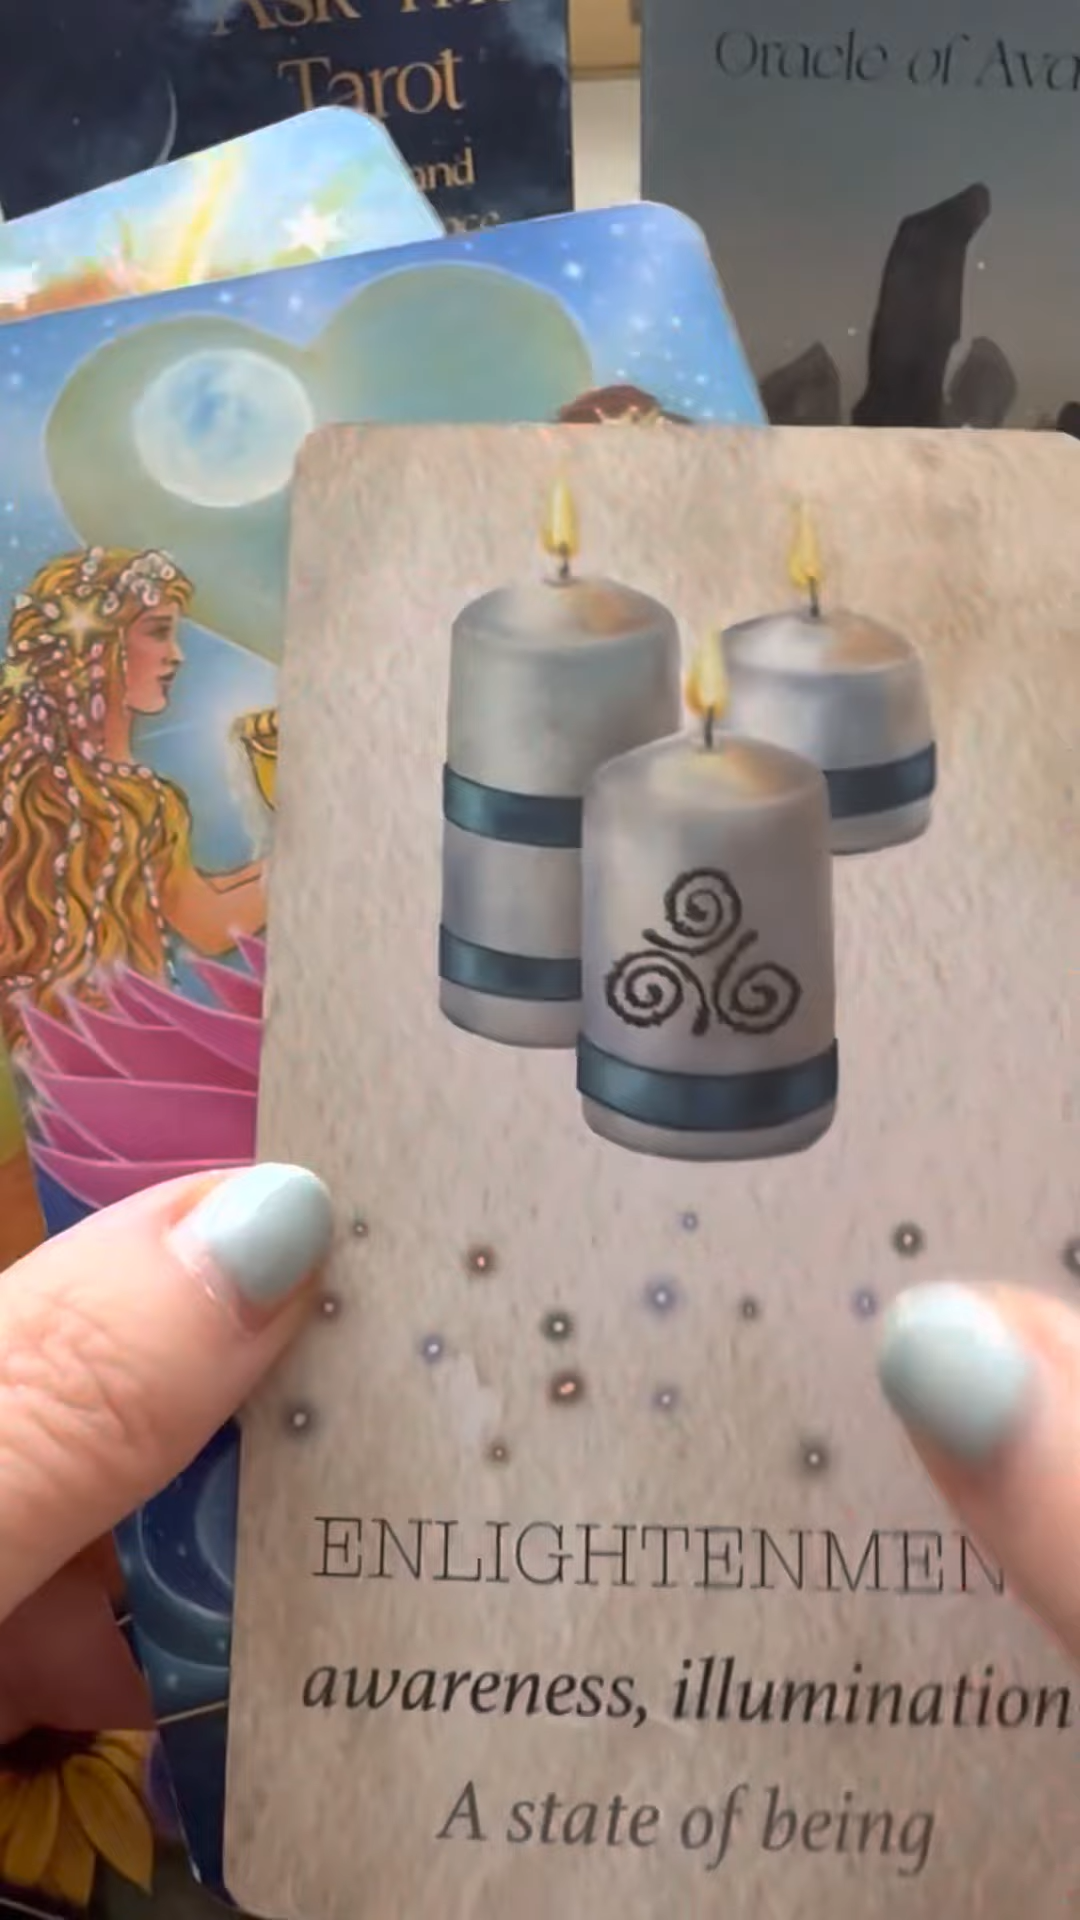 Tarot
and
Oracle of Ava
ENLIGHTENMEN
awareness, illumination
A state of being